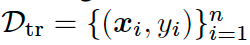 𝒟_tr = {(𝒙_i, y_i)}_{i=1}^n